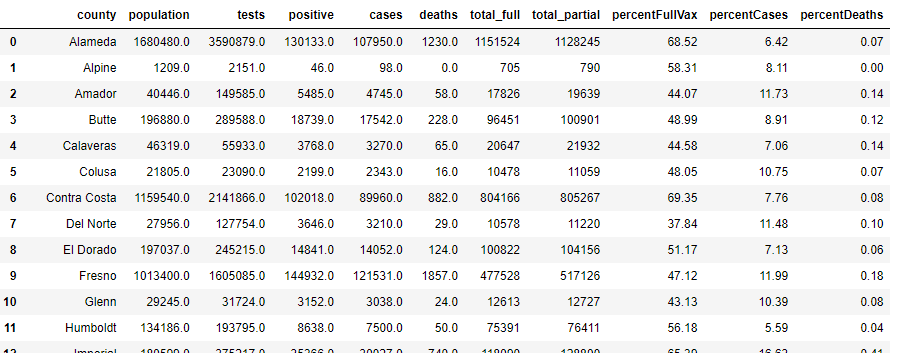 county population tests positive cases deaths total_full total_partial percentFullVax percentCases percentDeaths
0 Alameda 1680480.0 3590879.0 130133.0 107950.0 1230.0 1151524 1128245 68.52 6.42 0.07
1 Alpine 1209.0 2151.0 46.0 98.0 0.0 705 790 58.31 8.11 0.00
2 Amador 40446.0 149585.0 5485.0 4745.0 58.0 17826 19639 44.07 11.73 0.14
3 Butte 196880.0 289588.0 18739.0 17542.0 228.0 96451 100901 48.99 8.91 0.12
4 Calaveras 46319.0 55933.0 3768.0 3270.0 65.0 20647 21932 44.58 7.06 0.14
5 Colusa 21805.0 23090.0 2199.0 2343.0 16.0 10478 11059 48.05 10.75 0.07
6 Contra Costa 1159540.0 2141866.0 102018.0 89960.0 882.0 804166 805267 69.35 7.76 0.08
7 Del Norte 27956.0 127754.0 3646.0 3210.0 29.0 10578 11220 37.84 11.48 0.10
8 El Dorado 197037.0 245215.0 14841.0 14052.0 124.0 100822 104156 51.17 7.13 0.06
9 Fresno 1013400.0 1605085.0 144932.0 121531.0 1857.0 477528 517126 47.12 11.99 0.18
10 Glenn 29245.0 31724.0 3152.0 3038.0 24.0 12613 12727 43.13 10.39 0.08
11 Humboldt 134186.0 193795.0 8638.0 7500.0 50.0 75391 76411 56.18 5.59 0.04